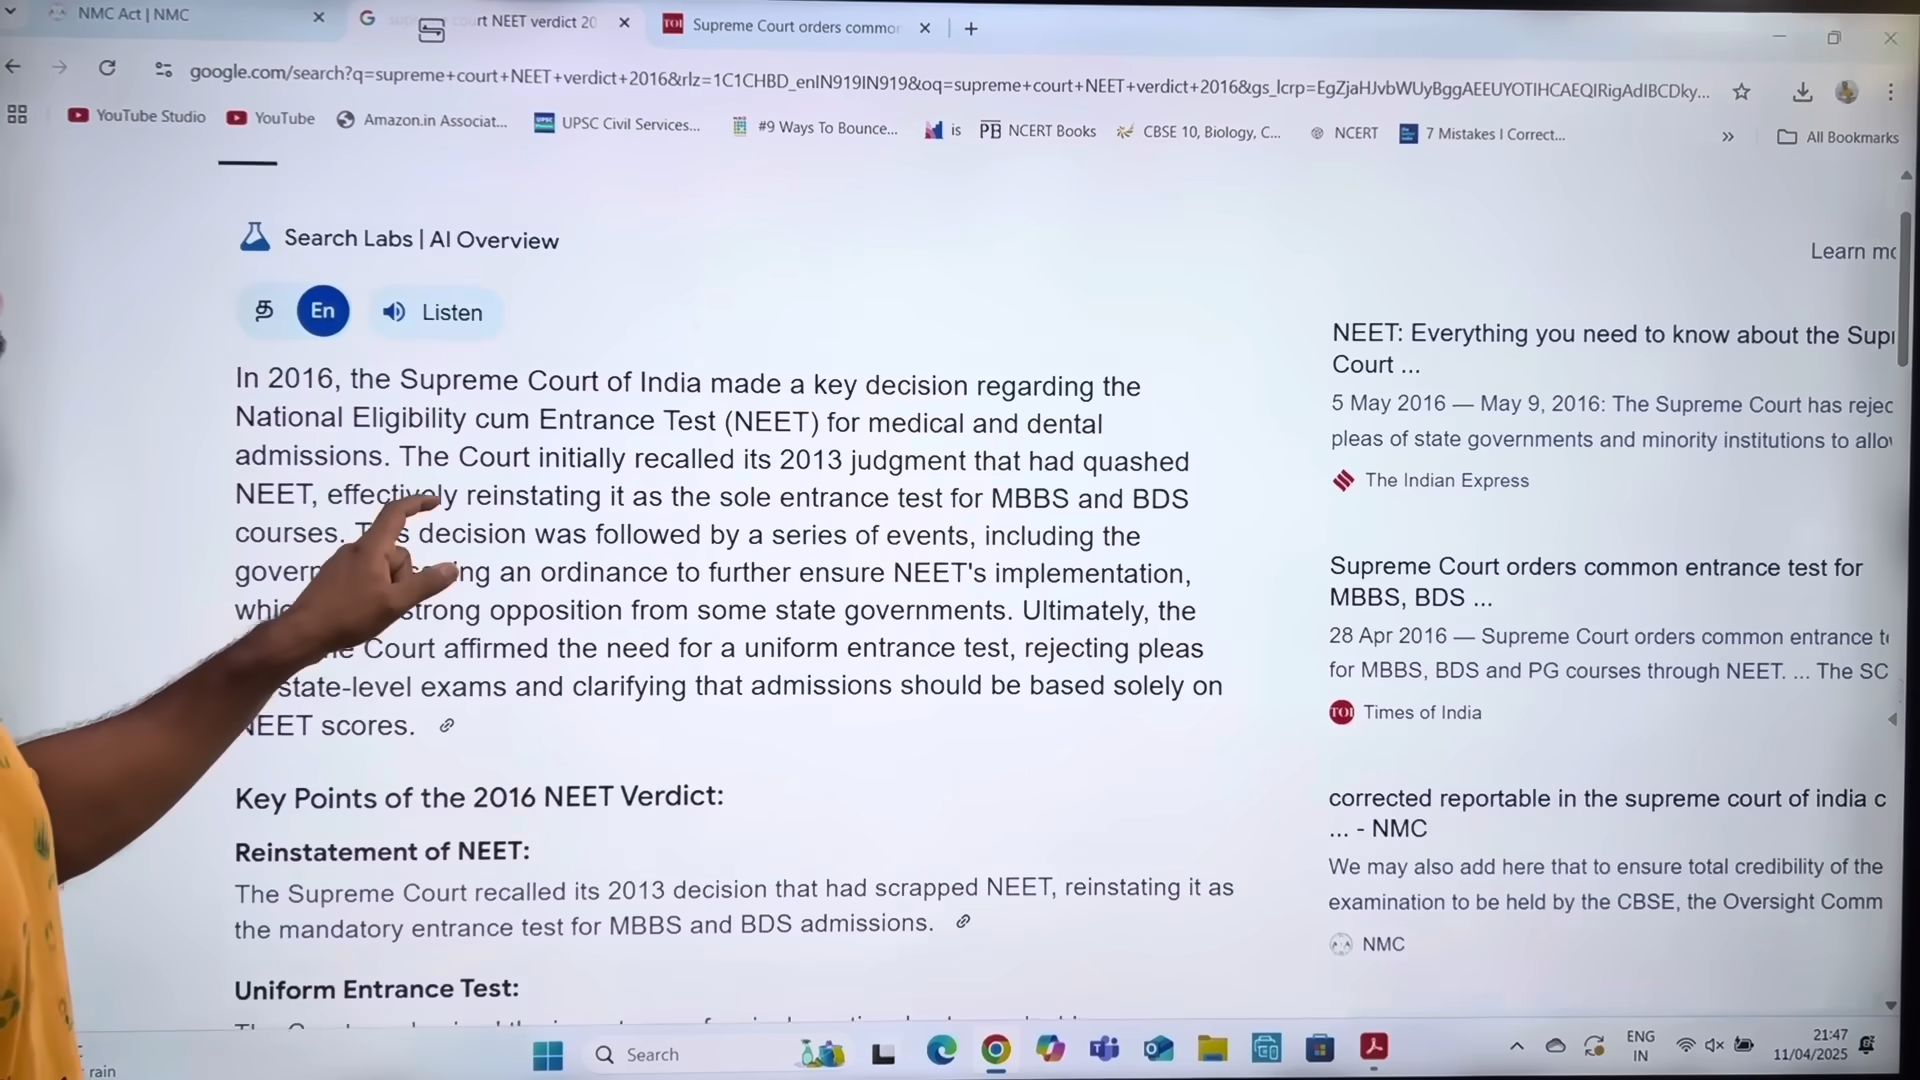 NMC Act | NMC
rt NEET verdict 20
Supreme Court orders commo
google.com/search?q=supreme+court+NEET+verdict+2016&rlz=1C1CHBD_enIN919IN919&oq=supreme+court+NEET+verdict+2016&gs_lcrp=EgZjaHJvbWUyBggAEEUYOTIHCAEQIRigAdIBCDky...
YouTube Studio
YouTube
Amazon.in Associat...
UPSC Civil Services...
#9 Ways To Bounce...
is
PB NCERT Books
CBSE 10, Biology, C...
NCERT
7 Mistakes I Correct...
All Bookmarks
Search Labs | AI Overview
Learn mo
த
En
Listen
In 2016, the Supreme Court of India made a key decision regarding the
National Eligibility cum Entrance Test (NEET) for medical and dental
admissions. The Court initially recalled its 2013 judgment that had quashed
NEET, effectively reinstating it as the sole entrance test for MBBS and BDS
courses. This decision was followed by a series of events, including the
govern ing an ordinance to further ensure NEET's implementation,
whi strong opposition from some state governments. Ultimately, the
e Court affirmed the need for a uniform entrance test, rejecting pleas
state-level exams and clarifying that admissions should be based solely on
NEET scores.
Key Points of the 2016 NEET Verdict:
Reinstatement of NEET:
The Supreme Court recalled its 2013 decision that had scrapped NEET, reinstating it as
the mandatory entrance test for MBBS and BDS admissions.
Uniform Entrance Test:
NEET: Everything you need to know about the Sup
Court ...
5 May 2016 — May 9, 2016: The Supreme Court has rejec
pleas of state governments and minority institutions to allo
The Indian Express
Supreme Court orders common entrance test for
MBBS, BDS ...
28 Apr 2016 — Supreme Court orders common entrance t
for MBBS, BDS and PG courses through NEET. ... The SC
TOI Times of India
corrected reportable in the supreme court of india c
... - NMC
We may also add here that to ensure total credibility of the
examination to be held by the CBSE, the Oversight Comm
NMC
rain
Search
ENG
IN
21:47
11/04/2025